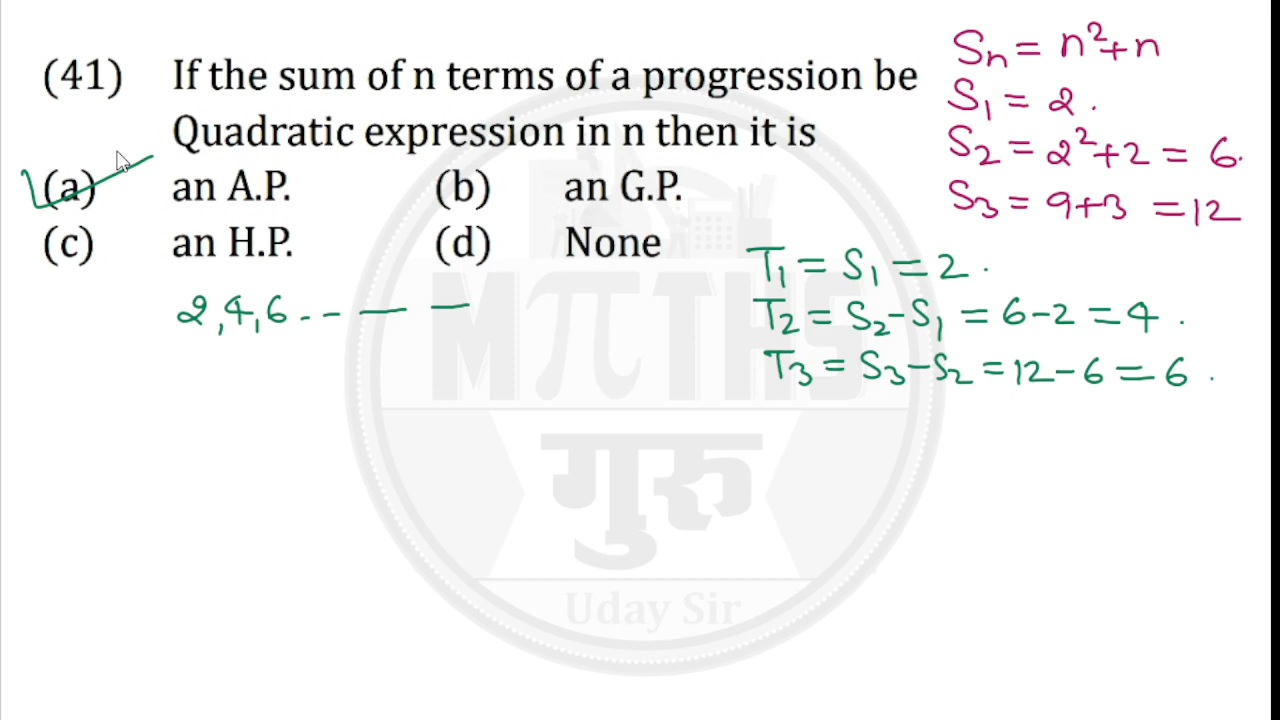 (41) If the sum of n terms of a progression be
Quadratic expression in n then it is
(a) an A.P. (b) an G.P.
(c) an H.P. (d) None
2, 4, 6 - - — —
Sn = n²+n
S1 = 2 .
S2 = 2²+2 = 6.
S3 = 9+3 = 12
T1 = S1 = 2 .
T2 = S2-S1 = 6-2 = 4 .
T3 = S3-S2 = 12-6 = 6 .
MπTHS
गुरु
Uday Sir